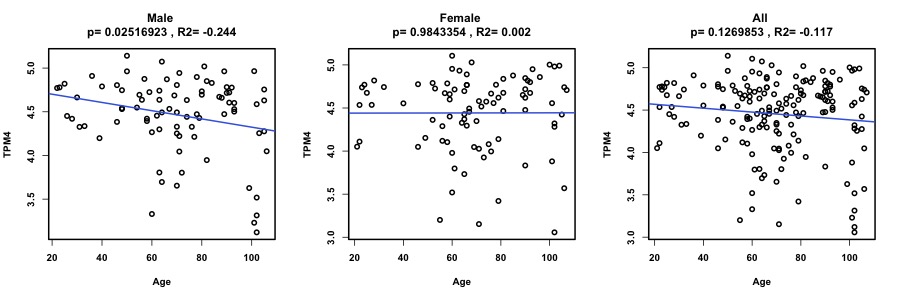 Male
p= 0.02516923 , R2= -0.244
TPM4
5.0
4.5
4.0
3.5
20 40 60 80 100
Age
Female
p= 0.9843354 , R2= 0.002
TPM4
5.0
4.5
4.0
3.5
3.0
20 40 60 80 100
Age
All
p= 0.1269853 , R2= -0.117
TPM4
5.0
4.5
4.0
3.5
3.0
20 40 60 80 100
Age